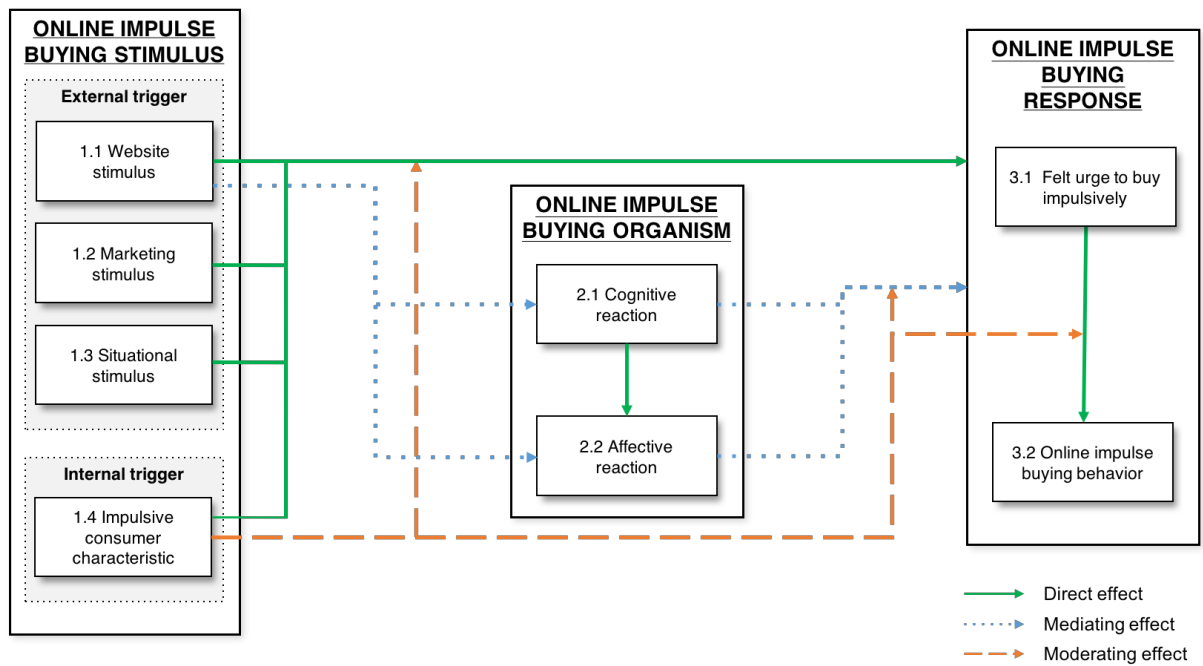 ONLINE IMPULSE
BUYING STIMULUS
External trigger
1.1 Website
stimulus
1.2 Marketing
stimulus
1.3 Situational
stimulus
Internal trigger
1.4 Impulsive
consumer
characteristic
ONLINE IMPULSE
BUYING ORGANISM
2.1 Cognitive
reaction
2.2 Affective
reaction
ONLINE IMPULSE
BUYING
RESPONSE
3.1 Felt urge to buy
impulsively
3.2 Online impulse
buying behavior
Direct effect
Mediating effect
Moderating effect